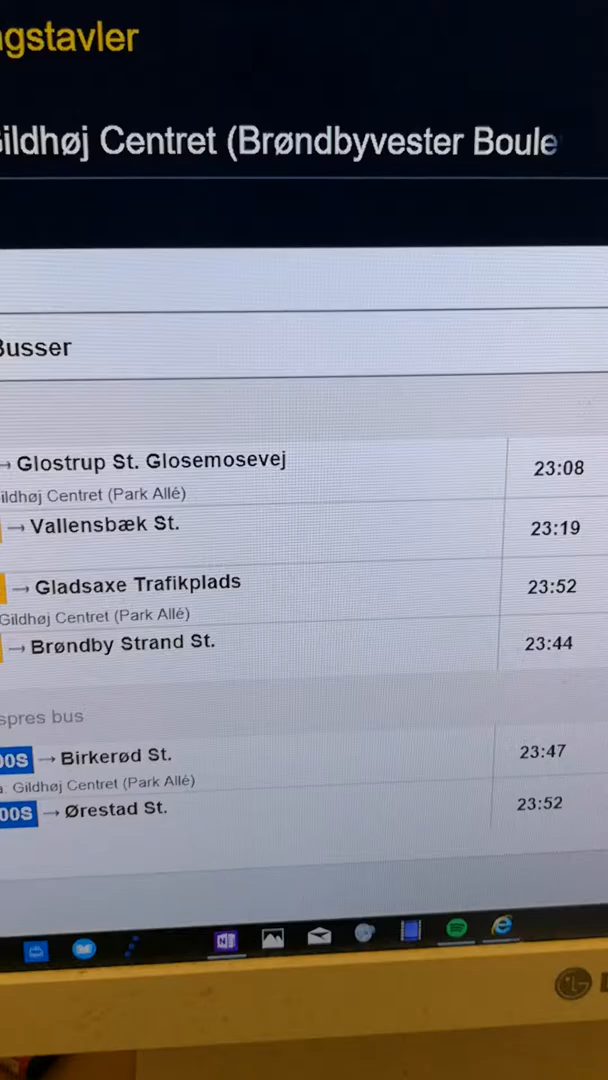 ngstavler
Gildhøj Centret (Brøndbyvester Boule
Busser
→ Glostrup St. Glosemosevej 23:08
ildhøj Centret (Park Allé)
→ Vallensbæk St. 23:19
→ Gladsaxe Trafikplads 23:52
Gildhøj Centret (Park Allé)
→ Brøndby Strand St. 23:44
spres bus
00S → Birkerød St. 23:47
a: Gildhøj Centret (Park Allé)
00S → Ørestad St. 23:52
LG